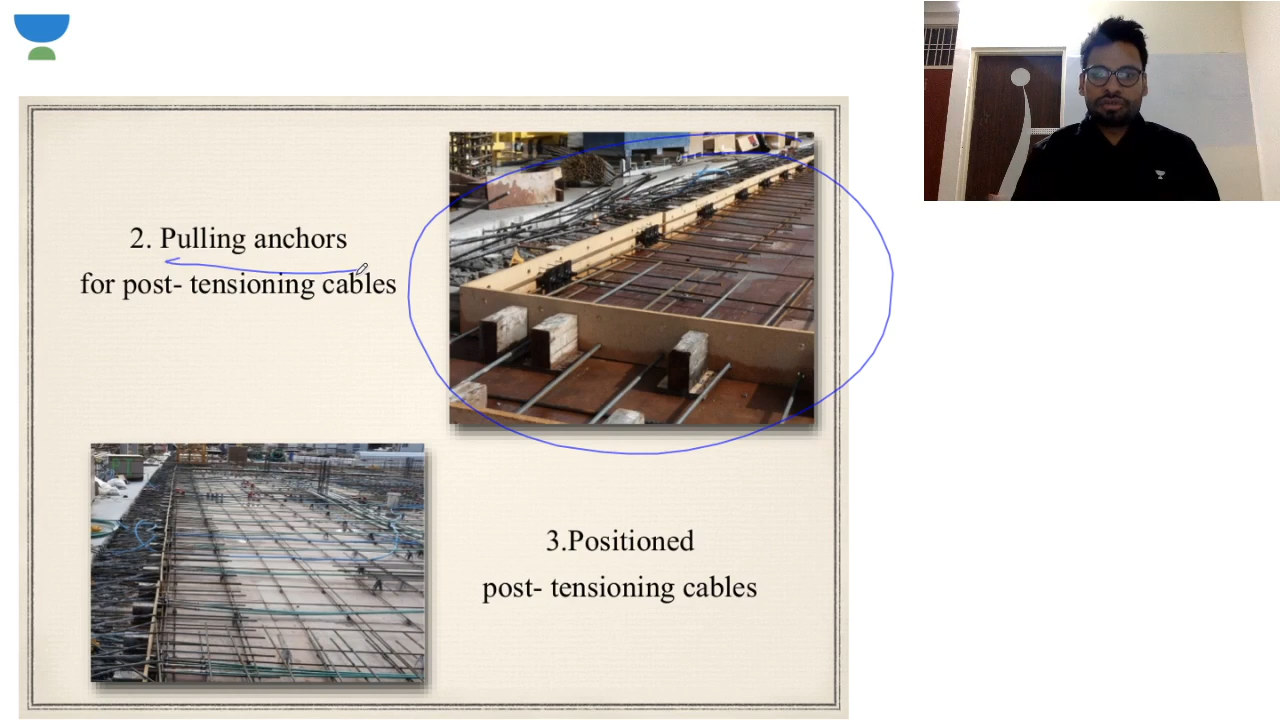 2. Pulling anchors
for post- tensioning cables
3.Positioned
post- tensioning cables